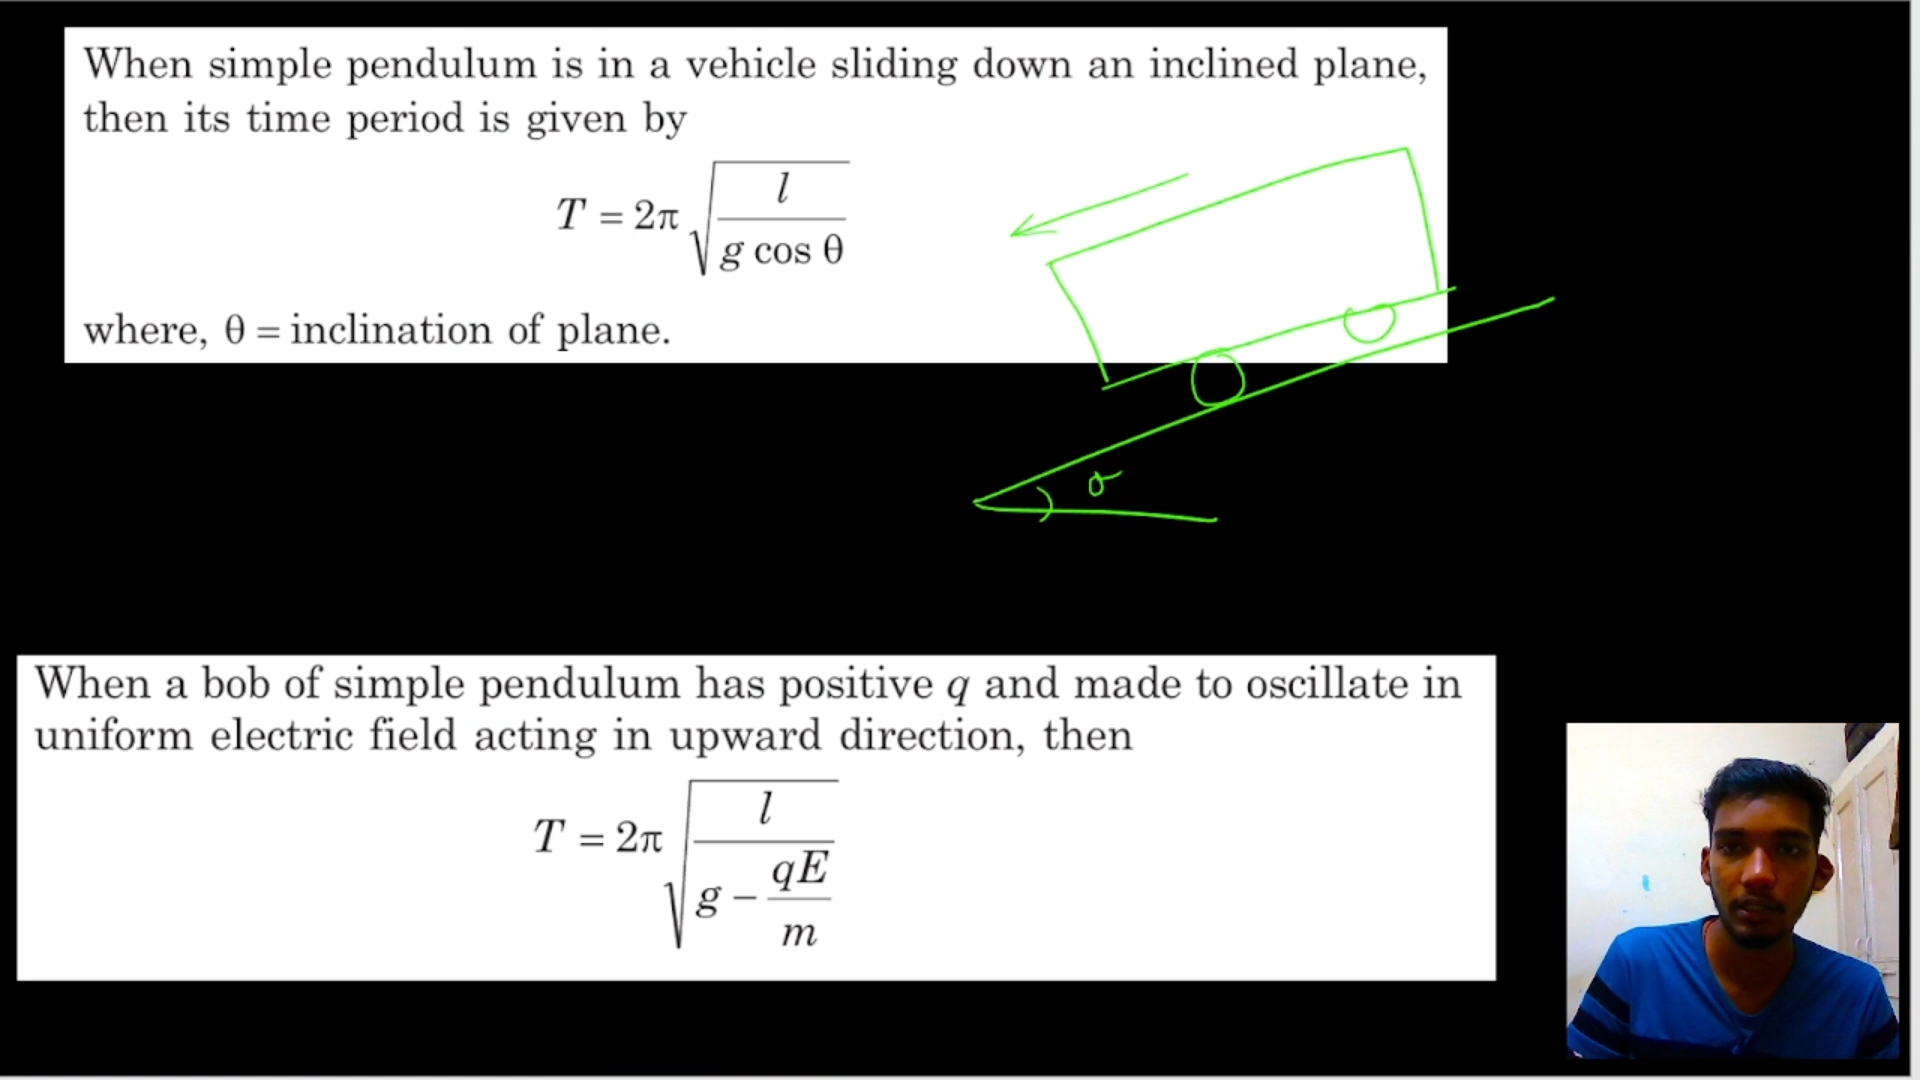 When simple pendulum is in a vehicle sliding down an inclined plane,
then its time period is given by
T = 2π √(l / (g cos θ))
where, θ = inclination of plane.
When a bob of simple pendulum has positive q and made to oscillate in
uniform electric field acting in upward direction, then
T = 2π √(l / (g − qE/m))